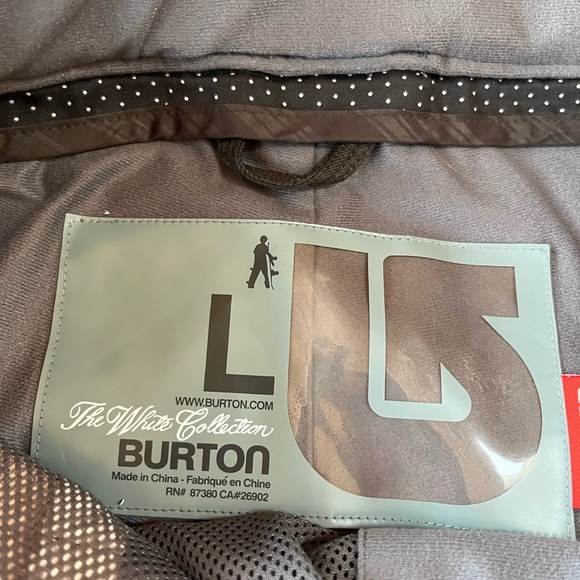 L
WWW.BURTON.COM
The White Collection
BURTON
Made in China - Fabriqué en Chine
RN# 87380 CA#26902